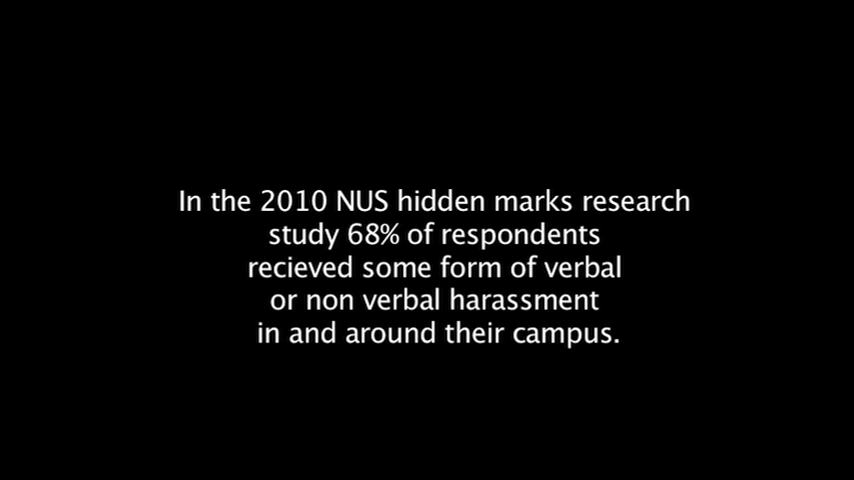 In the 2010 NUS hidden marks research
study 68% of respondents
recieved some form of verbal
or non verbal harassment
in and around their campus.